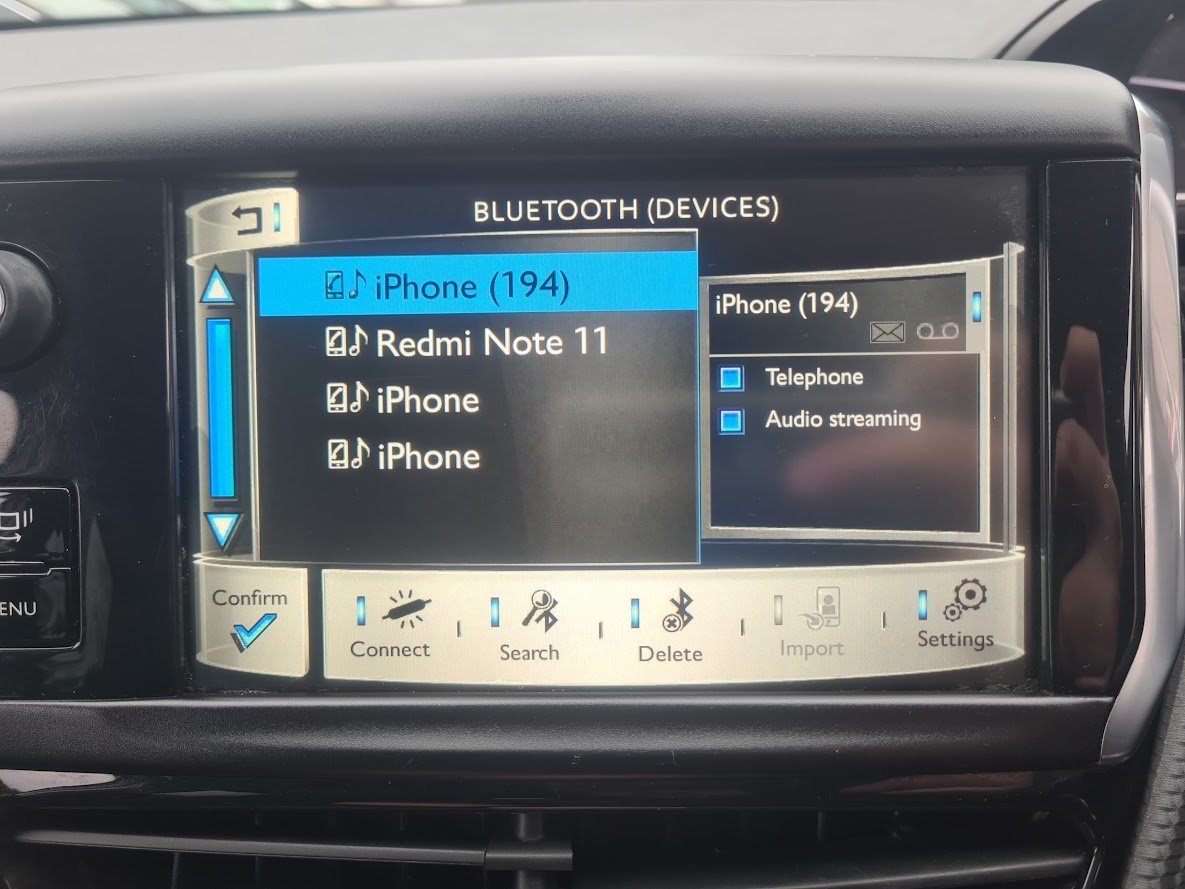 BLUETOOTH (DEVICES)
iPhone (194)
Redmi Note 11
iPhone
iPhone
iPhone (194)
Telephone
Audio streaming
Confirm
Connect
Search
Delete
Import
Settings
ENU